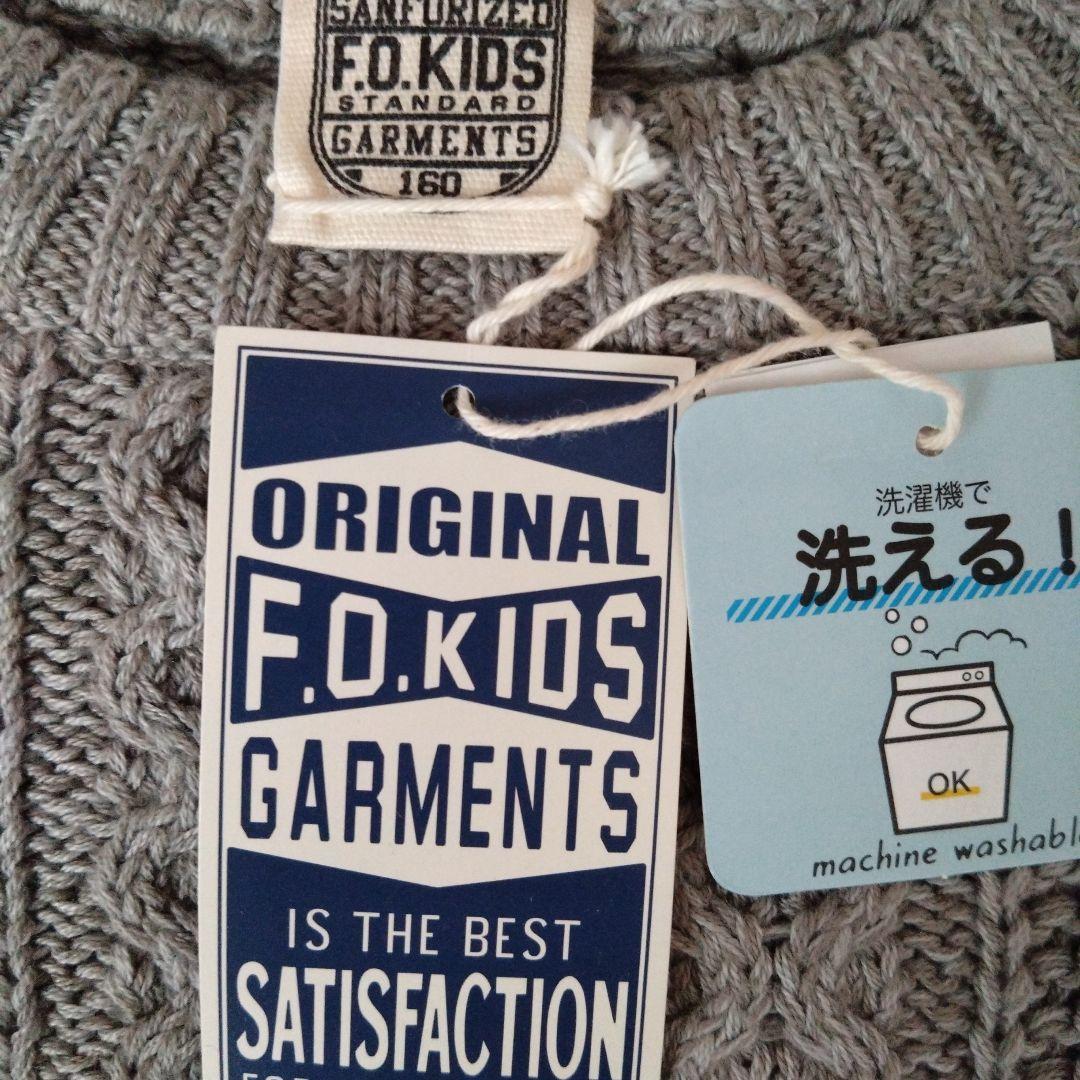 SANFORIZED
F.O.KIDS
STANDARD
GARMENTS
160
ORIGINAL
F.O.KIDS
GARMENTS
IS THE BEST
SATISFACTION
洗濯機で
洗える!
OK
machine washable